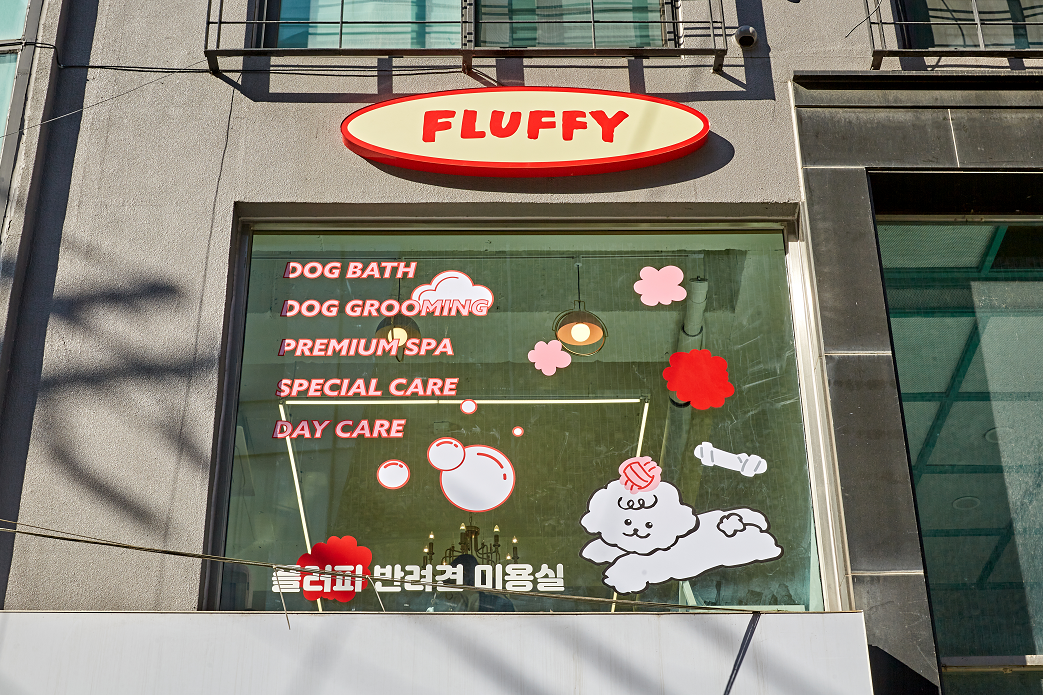 FLUFFY
DOG BATH
DOG GROOMING
PREMIUM SPA
SPECIAL CARE
DAY CARE
플러피 반려견 미용실